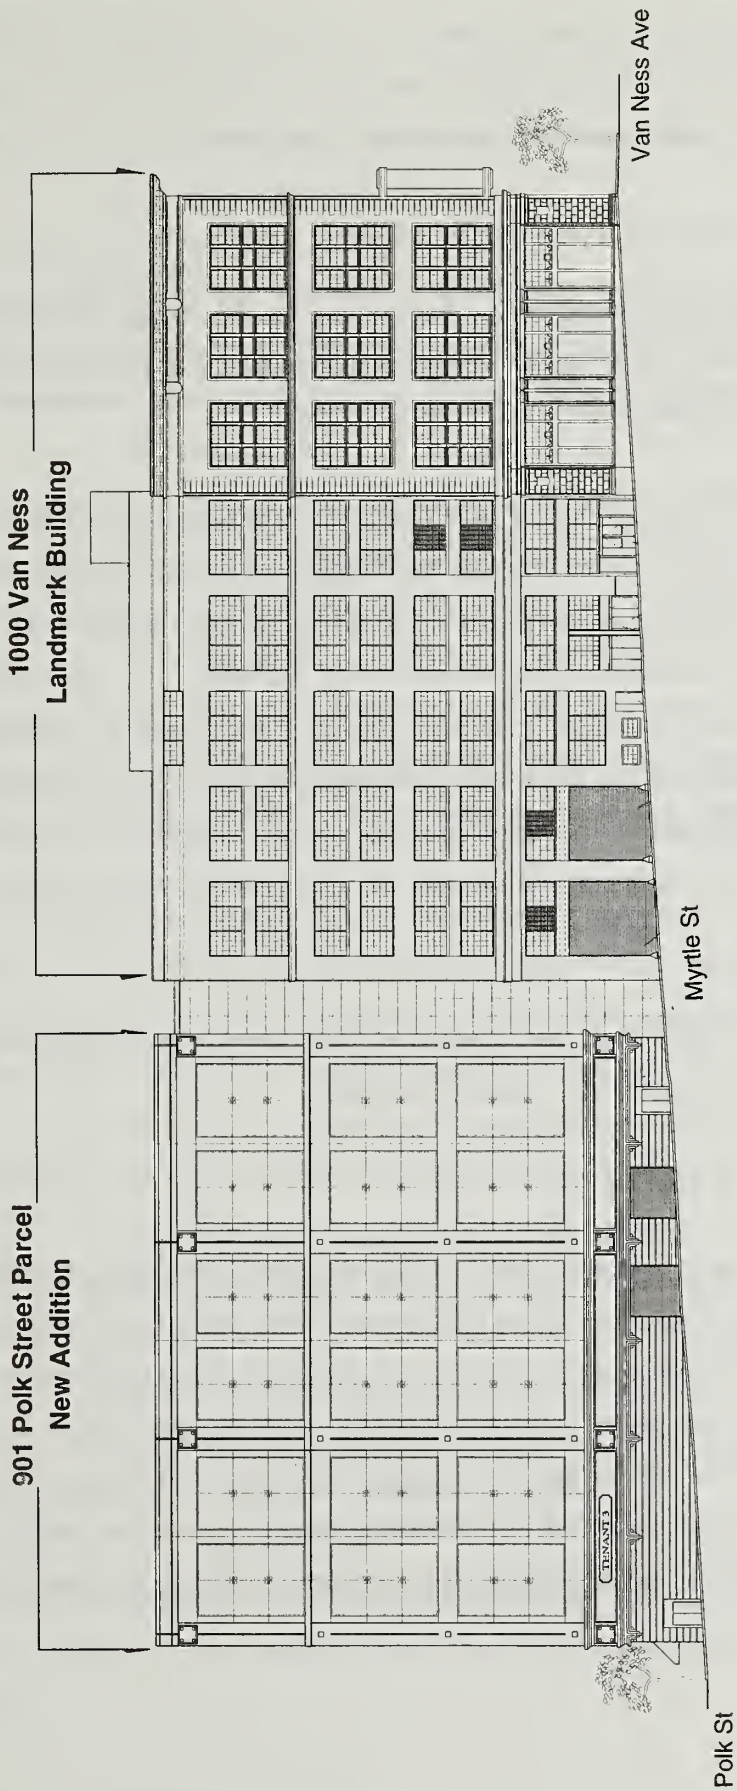 901 Polk Street Parcel
New Addition
1000 Van Ness
Landmark Building
TENANT 3
Polk St
Myrtle St
Van Ness Ave